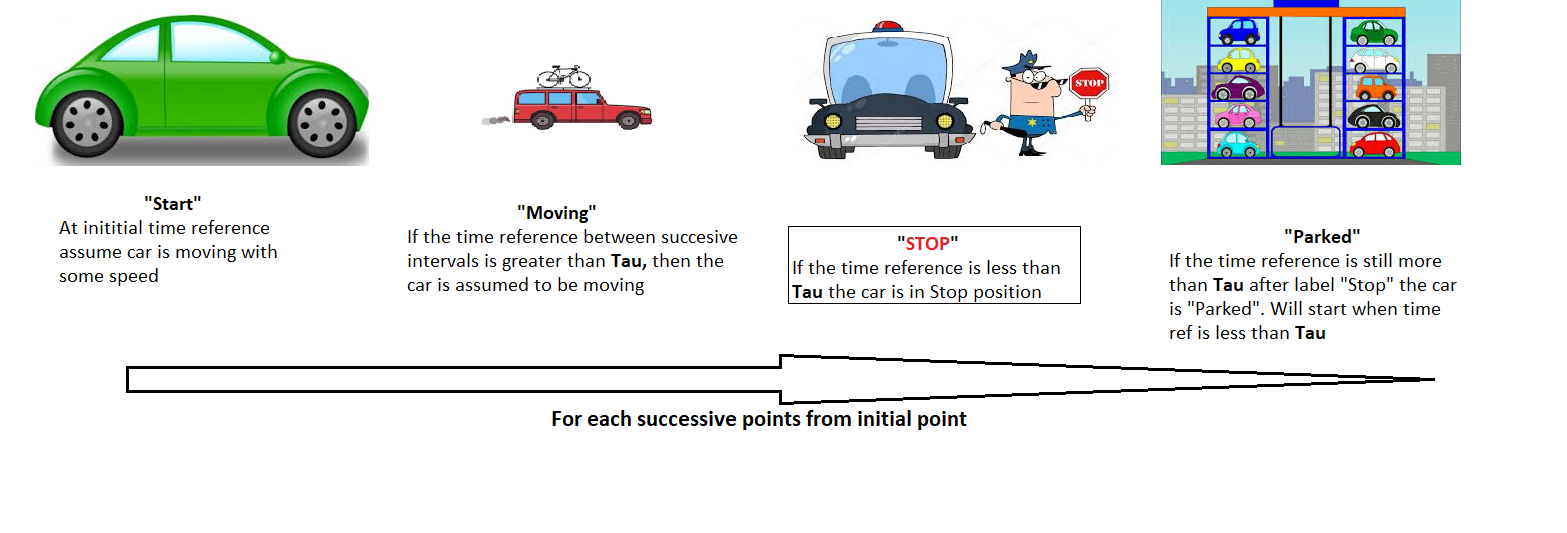 STOP
"Start"
At inititial time reference
assume car is moving with
some speed
"Moving"
If the time reference between succesive
intervals is greater than Tau, then the
car is assumed to be moving
"STOP"
If the time reference is less than
Tau the car is in Stop position
"Parked"
If the time reference is still more
than Tau after label "Stop" the car
is "Parked". Will start when time
ref is less than Tau
For each successive points from initial point